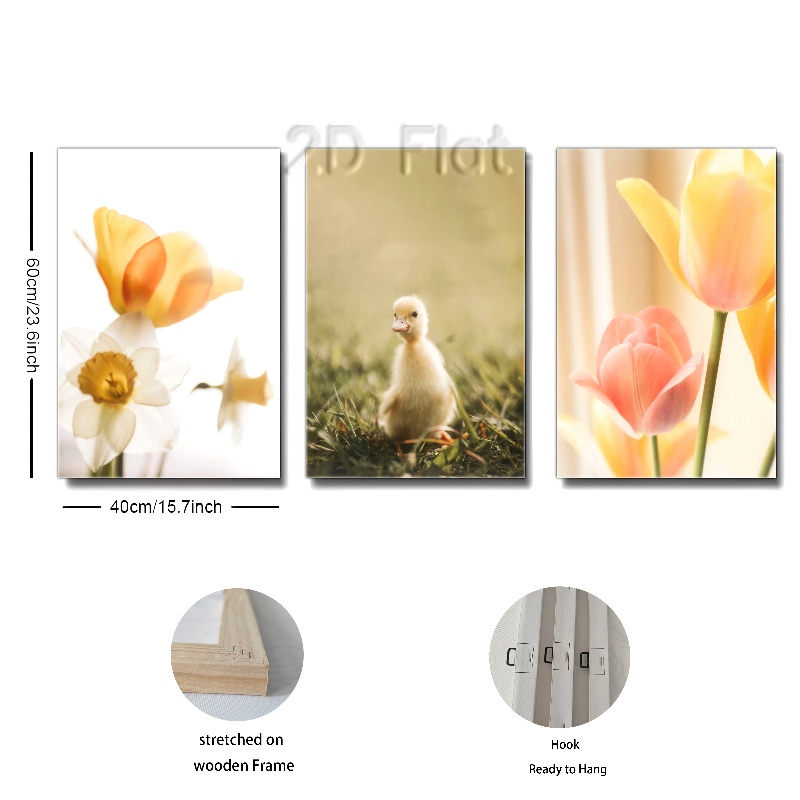 2D Flat
60cm/23.6inch
40cm/15.7inch
stretched on
wooden Frame
Hook
Ready to Hang